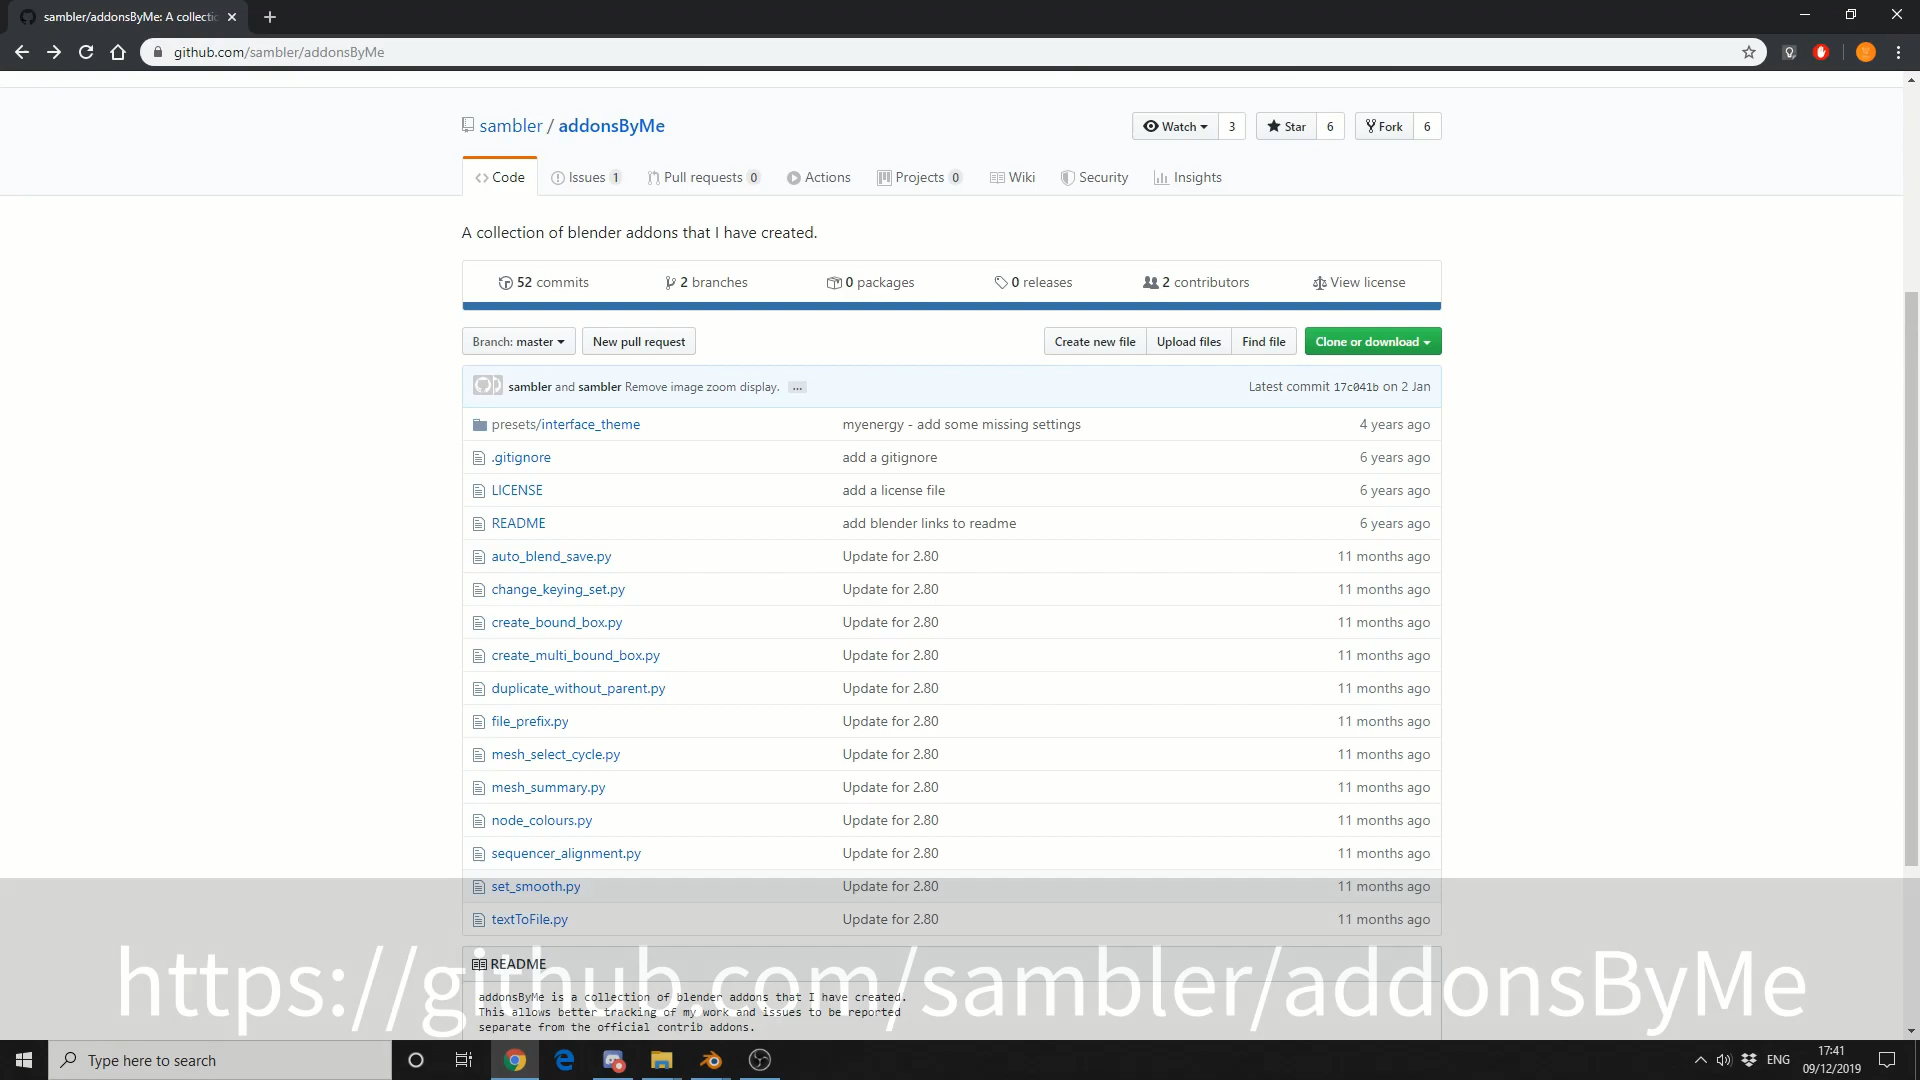 sambler/addonsByMe: A collectic
github.com/sambler/addonsByMe
sambler / addonsByMe
Watch 3 Star 6 Fork 6
Code Issues 1 Pull requests 0 Actions Projects 0 Wiki Security Insights
A collection of blender addons that I have created.
52 commits 2 branches 0 packages 0 releases 2 contributors View license
Branch: master New pull request Create new file Upload files Find file Clone or download
sambler and sambler Remove image zoom display. ... Latest commit 17c041b on 2 Jan
presets/interface_theme myenergy - add some missing settings 4 years ago
.gitignore add a gitignore 6 years ago
LICENSE add a license file 6 years ago
README add blender links to readme 6 years ago
auto_blend_save.py Update for 2.80 11 months ago
change_keying_set.py Update for 2.80 11 months ago
create_bound_box.py Update for 2.80 11 months ago
create_multi_bound_box.py Update for 2.80 11 months ago
duplicate_without_parent.py Update for 2.80 11 months ago
file_prefix.py Update for 2.80 11 months ago
mesh_select_cycle.py Update for 2.80 11 months ago
mesh_summary.py Update for 2.80 11 months ago
node_colours.py Update for 2.80 11 months ago
sequencer_alignment.py Update for 2.80 11 months ago
set_smooth.py Update for 2.80 11 months ago
textToFile.py Update for 2.80 11 months ago
README
https://github.com/sambler/addonsByMe
addonsByMe is a collection of blender addons that I have created.
This allows better tracking of my work and issues to be reported
separate from the official contrib addons.
Type here to search
ENG
17:41
09/12/2019